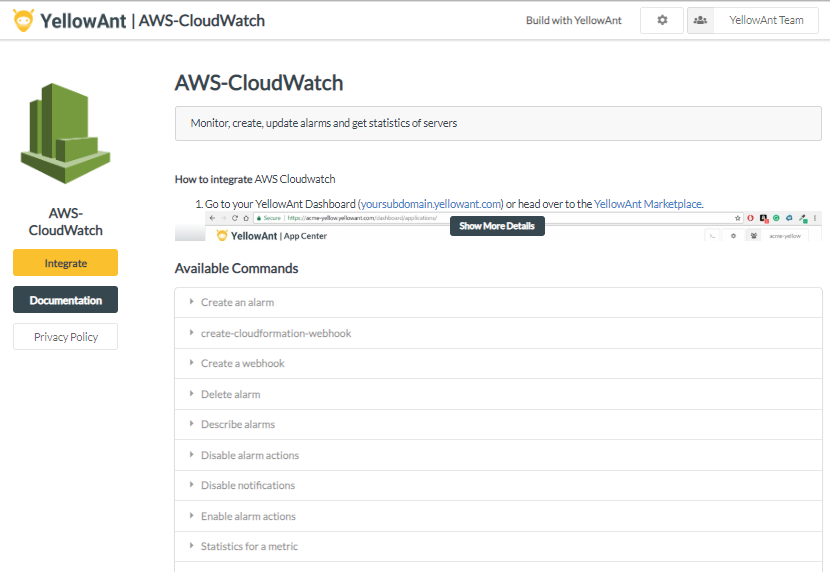 YellowAnt | AWS-CloudWatch
Build with YellowAnt
YellowAnt Team
AWS-CloudWatch
Integrate
Documentation
Privacy Policy
AWS-CloudWatch
Monitor, create, update alarms and get statistics of servers
How to integrate AWS Cloudwatch
1. Go to your YellowAnt Dashboard (yoursubdomain.yellowant.com) or head over to the YellowAnt Marketplace.
Secure | https://acme-yellow.yellowant.com/dashboard/applications/
Show More Details
YellowAnt | App Center
acme-yellow
Available Commands
Create an alarm
create-cloudformation-webhook
Create a webhook
Delete alarm
Describe alarms
Disable alarm actions
Disable notifications
Enable alarm actions
Statistics for a metric